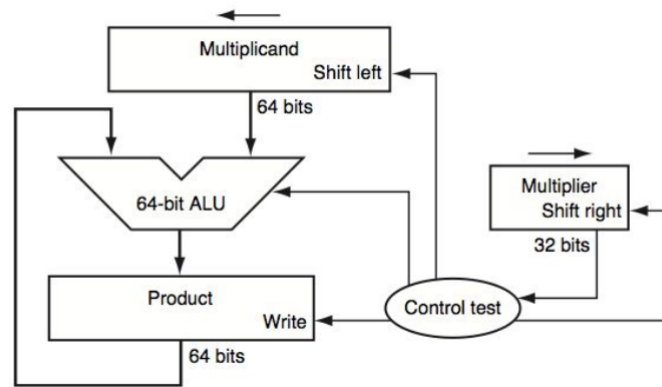 Multiplicand
Shift left
64 bits
64-bit ALU
Multiplier
Shift right
32 bits
Product
Write
Control test
64 bits